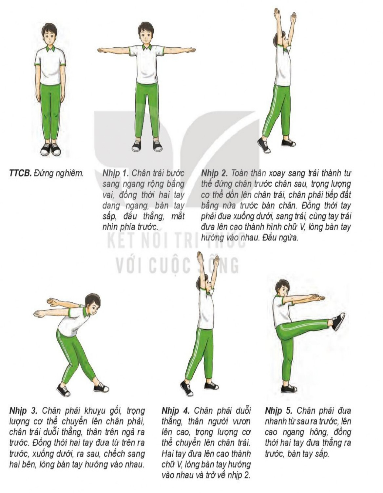 TTCB. Đứng nghiêm.
Nhịp 1. Chân trái bước
sang ngang rộng bằng
vai, đồng thời hai tay
dang ngang, bàn tay
sấp, đầu thẳng, mắt
nhìn phía trước.
Nhịp 2. Toàn thân xoay sang trái thành tư
thế đứng chân trước chân sau, trọng lượng
cơ thể dồn lên chân trái, chân phải tiếp đất
bằng nửa trước bàn chân. Đồng thời tay
phải đưa xuống dưới, sang trái, cùng tay trái
đưa lên cao thành hình chữ V, lòng bàn tay
hướng vào nhau. Đầu ngửa.
KẾT NỐI TRI THỨC
VỚI CUỘC SỐNG
Nhịp 3. Chân phải khuỵu gối, trọng
lượng cơ thể chuyển lên chân phải,
chân trái duỗi thẳng, thân trên ngả ra
trước. Đồng thời hai tay đưa từ trên ra
trước, xuống dưới, ra sau, chếch sang
hai bên, lòng bàn tay hướng vào nhau.
Nhịp 4. Chân phải duỗi
thẳng, thân người vươn
lên cao, trọng lượng cơ
thể chuyển lên chân trái.
Hai tay đưa lên cao thành
chữ V, lòng bàn tay hướng
vào nhau và trở về nhịp 2.
Nhịp 5. Chân phải đưa
nhanh từ sau ra trước, lên
cao ngang hông, đồng
thời hai tay đưa thẳng ra
trước, bàn tay sấp.